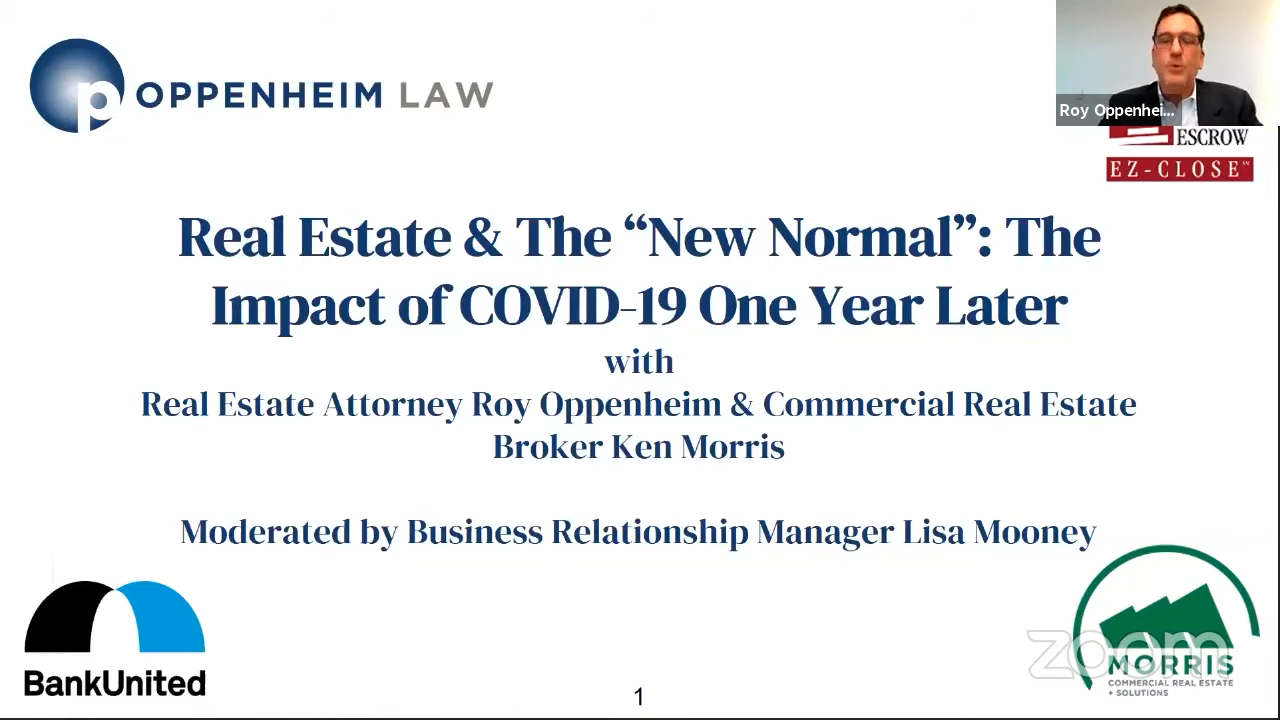 OPPENHEIM LAW
Roy Oppenhei...
ESCROW
EZ-CLOSE℠
Real Estate & The “New Normal”: The
Impact of COVID-19 One Year Later
with
Real Estate Attorney Roy Oppenheim & Commercial Real Estate
Broker Ken Morris
Moderated by Business Relationship Manager Lisa Mooney
BankUnited
zoom
MORRIS
COMMERCIAL REAL ESTATE
+ SOLUTIONS
1